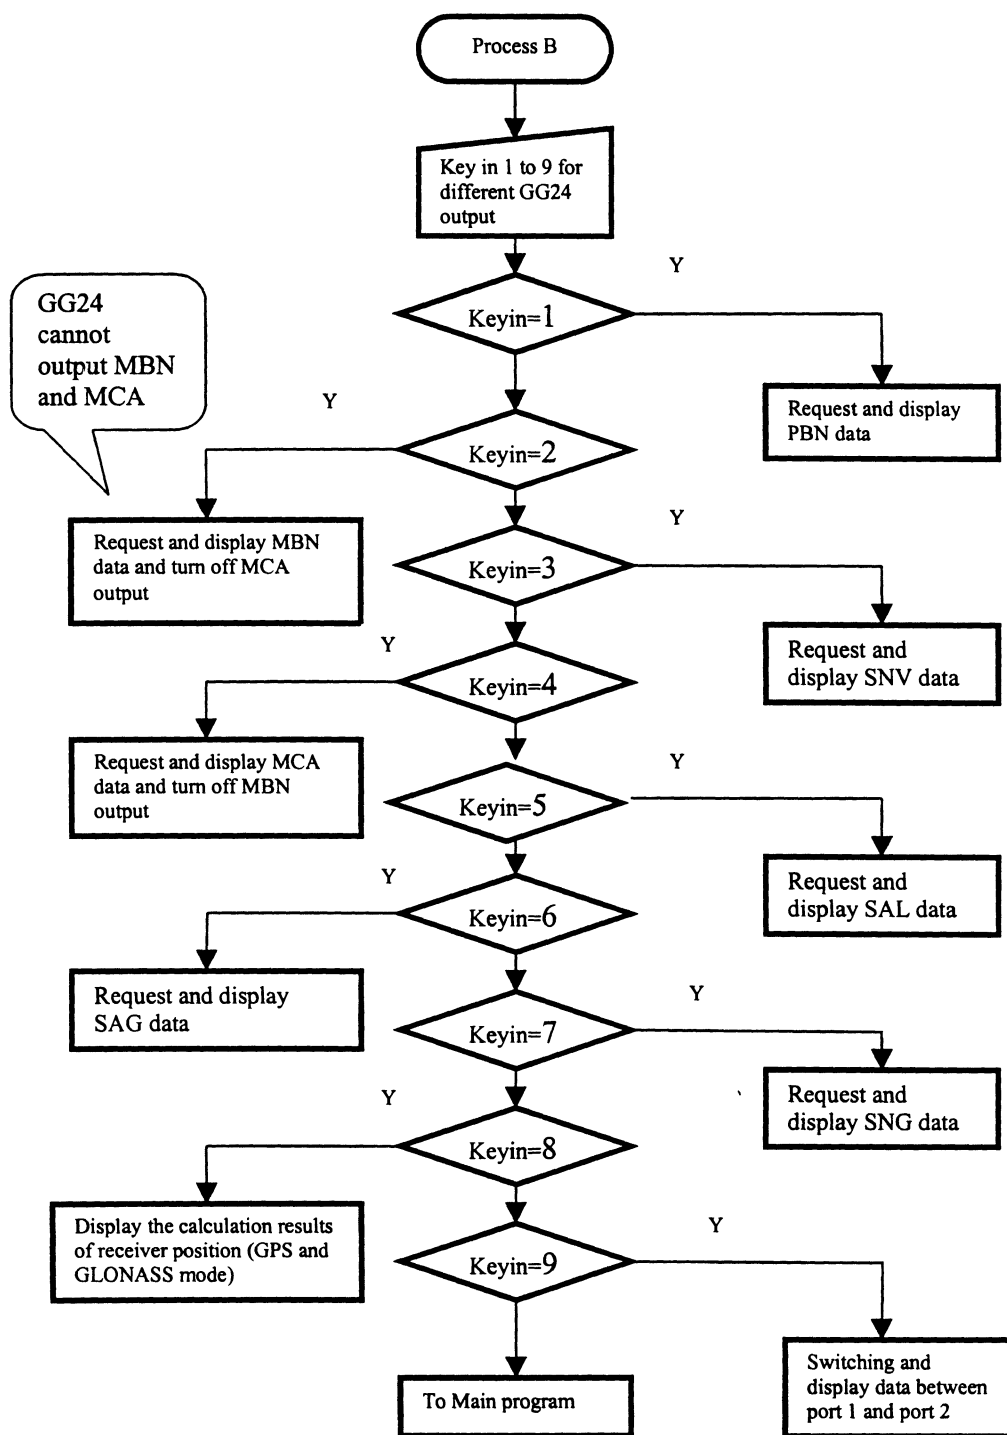 Process B
Key in 1 to 9 for
different GG24
output
Y
Keyin=1
GG24
cannot
output MBN
and MCA
Request and display
PBN data
Y
Keyin=2
Y
Request and display MBN
data and turn off MCA
output
Keyin=3
Request and
display SNV data
Y
Keyin=4
Request and display MCA
data and turn off MBN
output
Y
Keyin=5
Request and
display SAL data
Y
Keyin=6
Request and display
SAG data
Y
Keyin=7
Request and
display SNG data
Y
Keyin=8
Display the calculation results
of receiver position (GPS and
GLONASS mode)
Y
Keyin=9
Switching and
display data between
port 1 and port 2
To Main program